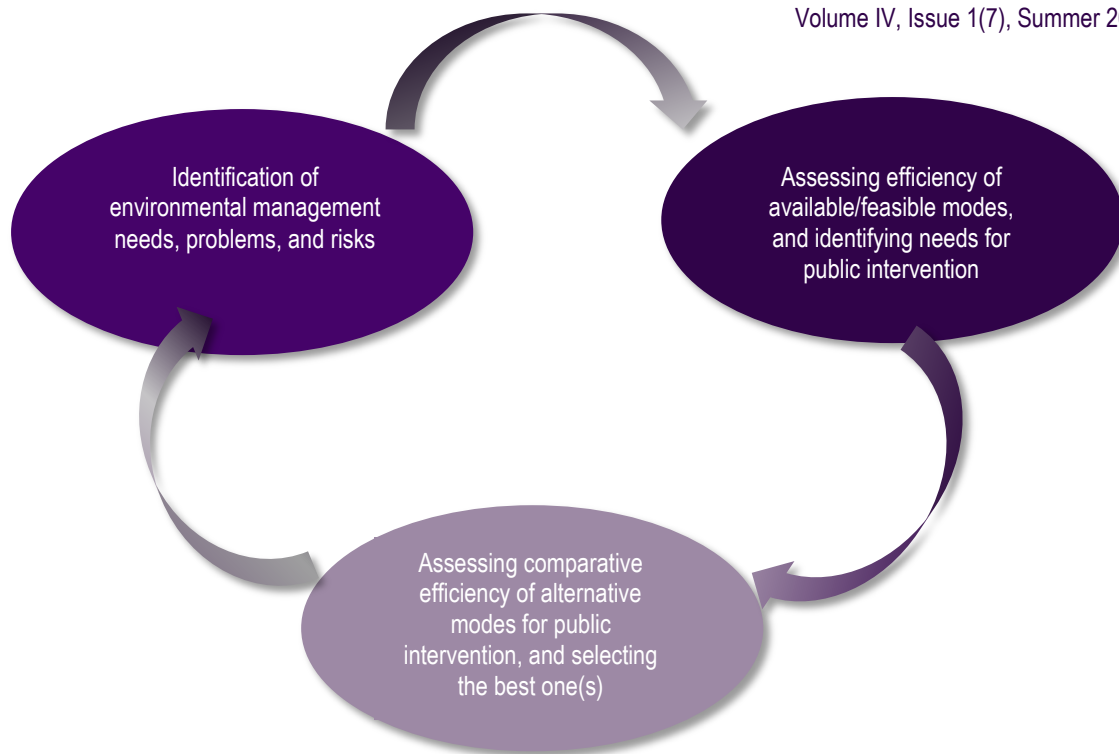 Volume IV, Issue 1(7), Summer 2
Identification of
environmental management
needs, problems, and risks
Assessing efficiency of
available/feasible modes,
and identifying needs for
public intervention
Assessing comparative
efficiency of alternative
modes for public
intervention, and selecting
the best one(s)